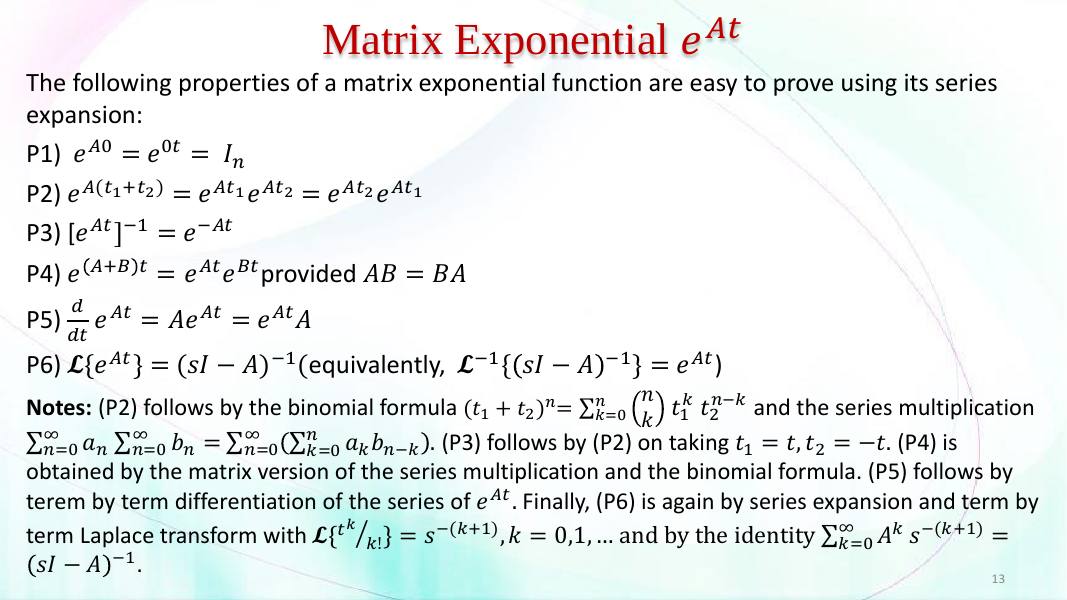 Matrix Exponential e^{At}
The following properties of a matrix exponential function are easy to prove using its series
expansion:
P1) e^{A0} = e^{0t} = I_n
P2) e^{A(t_1+t_2)} = e^{At_1}e^{At_2} = e^{At_2}e^{At_1}
P3) [e^{At}]^{-1} = e^{-At}
P4) e^{(A+B)t} = e^{At}e^{Bt} provided AB = BA
P5) \frac{d}{dt} e^{At} = Ae^{At} = e^{At}A
P6) 𝓛{e^{At}} = (sI − A)^{-1}(equivalently, 𝓛^{-1}{(sI − A)^{-1}} = e^{At})
Notes: (P2) follows by the binomial formula (t_1 + t_2)^n= ∑_{k=0}^{n} \binom{n}{k} t_1^k t_2^{n-k} and the series multiplication
∑_{n=0}^{∞} a_n ∑_{n=0}^{∞} b_n = ∑_{n=0}^{∞}(∑_{k=0}^{n} a_k b_{n-k}). (P3) follows by (P2) on taking t_1 = t, t_2 = −t. (P4) is
obtained by the matrix version of the series multiplication and the binomial formula. (P5) follows by
terem by term differentiation of the series of e^{At}. Finally, (P6) is again by series expansion and term by
term Laplace transform with 𝓛{t^k/k!} = s^{-(k+1)}, k = 0,1, … and by the identity ∑_{k=0}^{∞} A^k s^{-(k+1)} =
(sI − A)^{-1}.
13